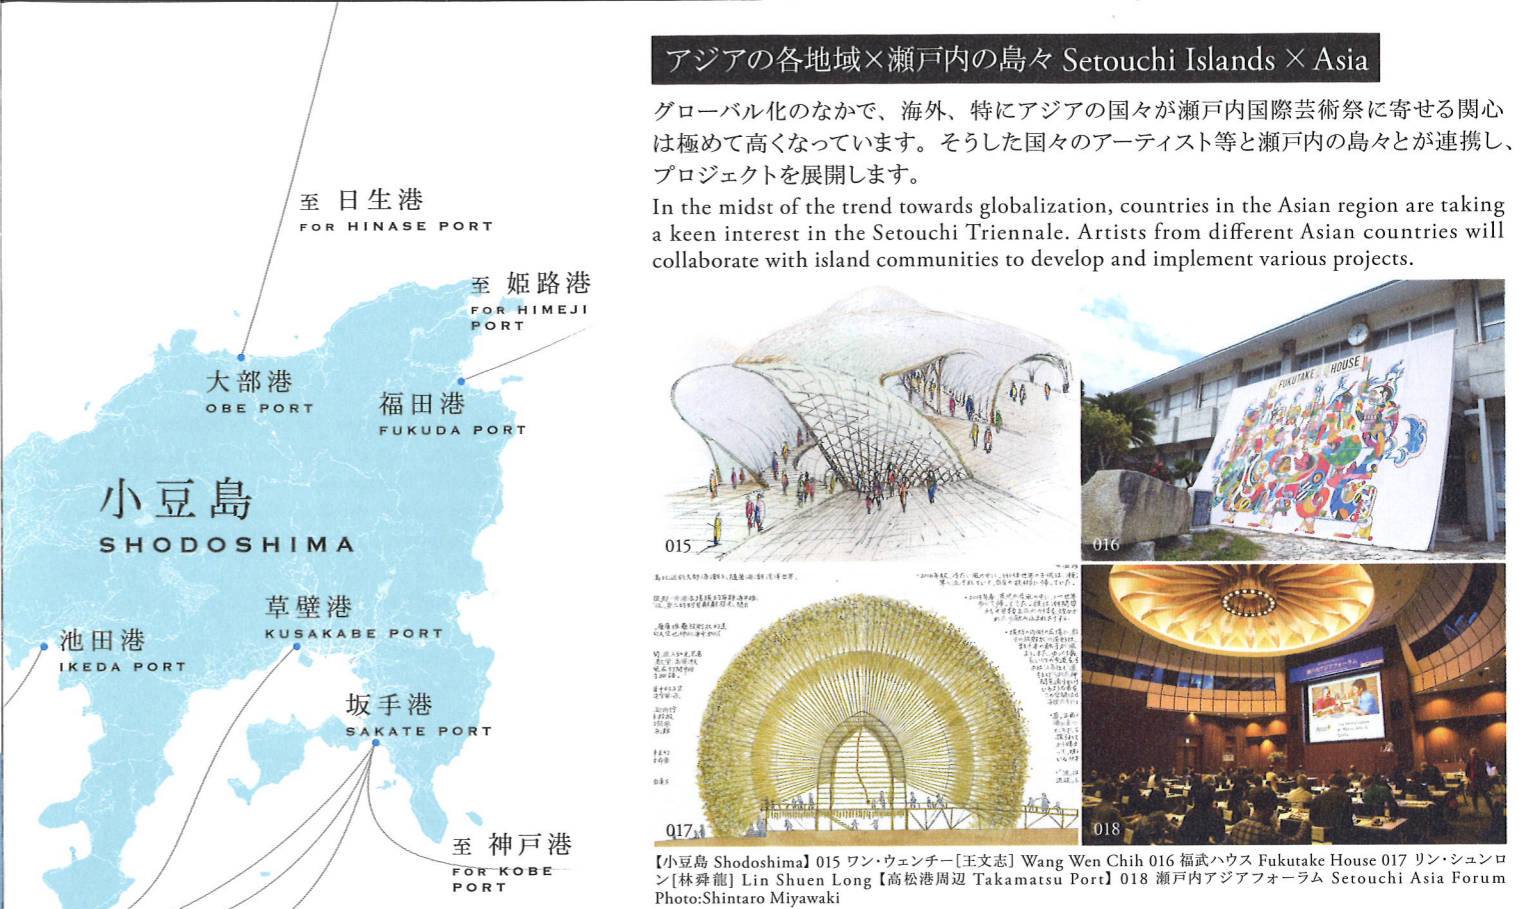 至 日生港
FOR HINASE PORT
至 姫路港
FOR HIMEJI
PORT
大部港
OBE PORT
福田港
FUKUDA PORT
小豆島
SHODOSHIMA
草壁港
KUSAKABE PORT
池田港
IKEDA PORT
坂手港
SAKATE PORT
至 神戸港
FOR KOBE
PORT
アジアの各地域×瀬戸内の島々 Setouchi Islands × Asia
グローバル化のなかで、海外、特にアジアの国々が瀬戸内国際芸術祭に寄せる関心
は極めて高くなっています。そうした国々のアーティスト等と瀬戸内の島々とが連携し、
プロジェクトを展開します。
In the midst of the trend towards globalization, countries in the Asian region are taking
a keen interest in the Setouchi Triennale. Artists from different Asian countries will
collaborate with island communities to develop and implement various projects.
015
FUKUTAKE HOUSE
016
017
瀬戸内アジアフォーラム
018
【小豆島 Shodoshima】 015 ワン・ウェンチー[王文志] Wang Wen Chih 016 福武ハウス Fukutake House 017 リン・シュンロ
ン[林舜龍] Lin Shuen Long 【高松港周辺 Takamatsu Port】 018 瀬戸内アジアフォーラム Setouchi Asia Forum
Photo:Shintaro Miyawaki